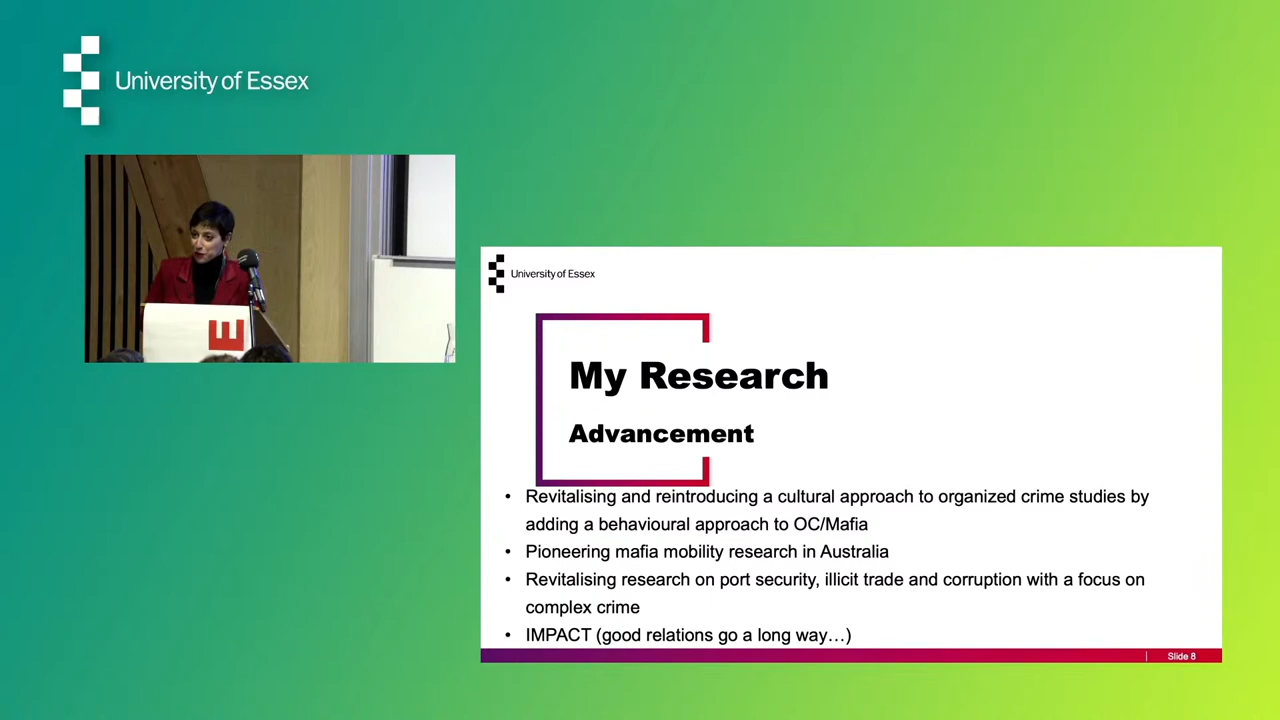 University of Essex
E
University of Essex
My Research
Advancement
• Revitalising and reintroducing a cultural approach to organized crime studies by
adding a behavioural approach to OC/Mafia
• Pioneering mafia mobility research in Australia
• Revitalising research on port security, illicit trade and corruption with a focus on
complex crime
• IMPACT (good relations go a long way…)
Slide 8